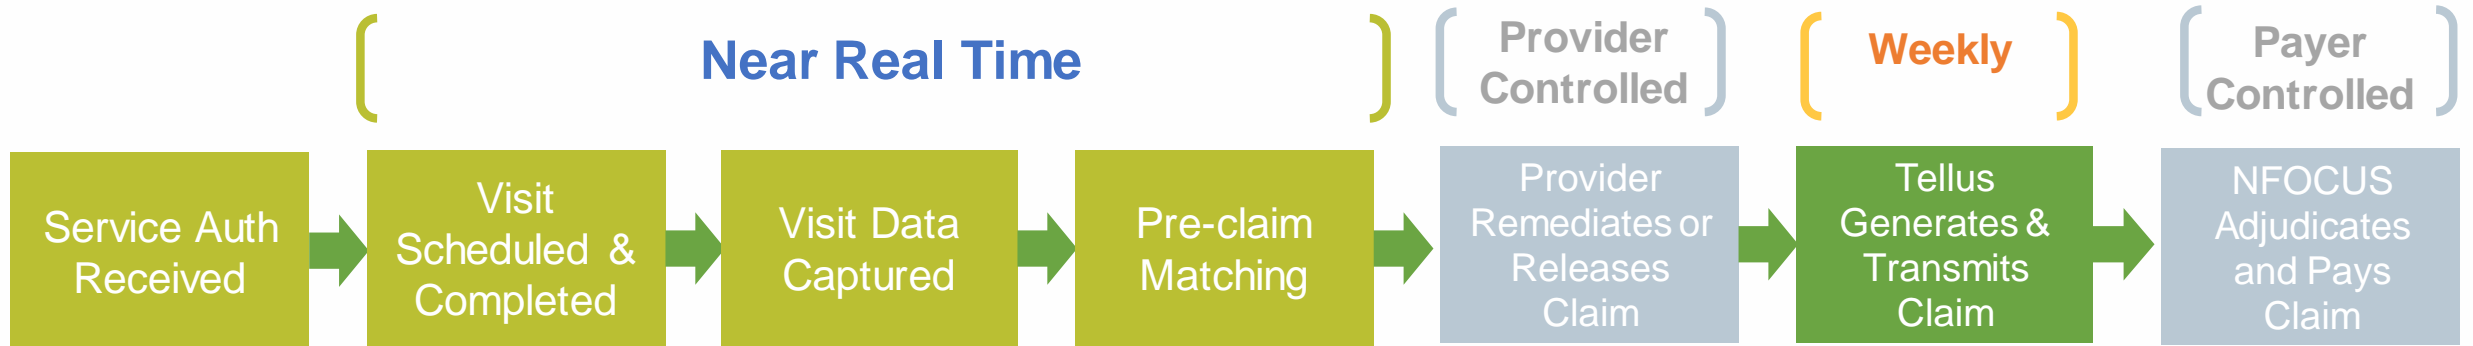 Near Real Time
Provider
Controlled
Weekly
Payer
Controlled
Service Auth
Received
Visit
Scheduled &
Completed
Visit Data
Captured
Pre-claim
Matching
Provider
Remediates or
Releases
Claim
Tellus
Generates &
Transmits
Claim
NFOCUS
Adjudicates
and Pays
Claim